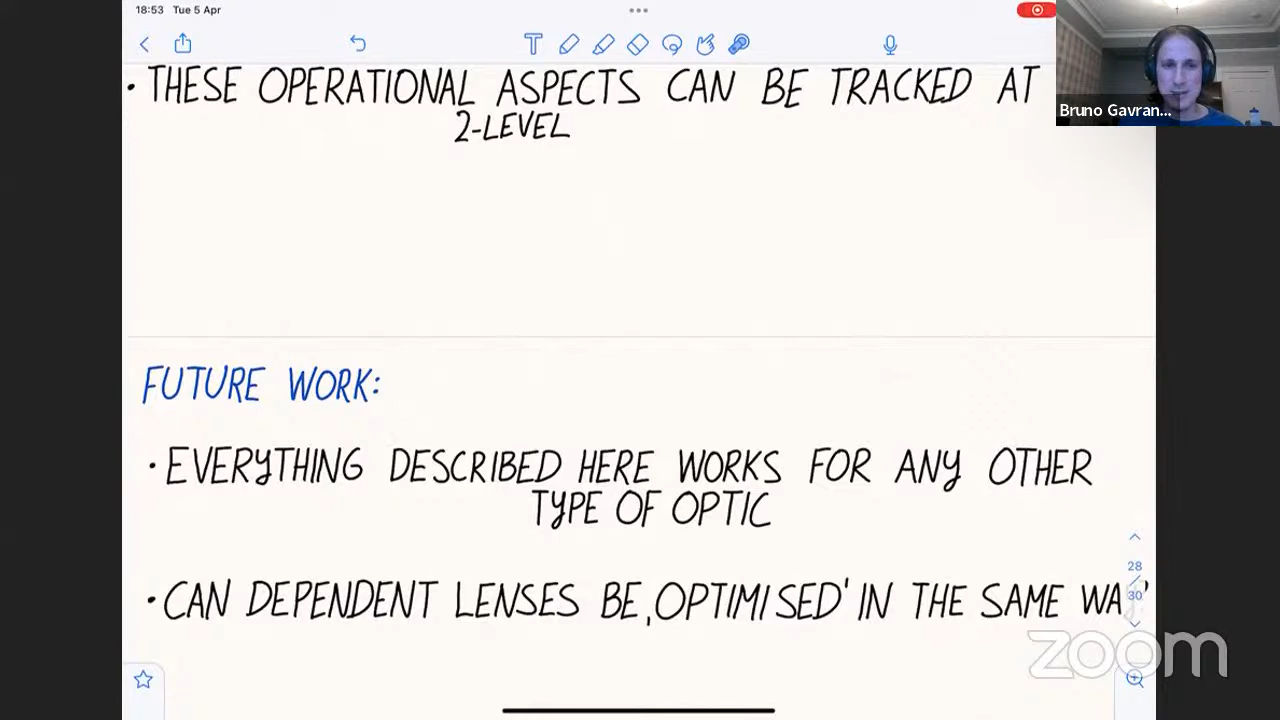 18:53 Tue 5 Apr
· THESE OPERATIONAL ASPECTS CAN BE TRACKED AT
2-LEVEL
Bruno Gavran...
FUTURE WORK:
· EVERYTHING DESCRIBED HERE WORKS FOR ANY OTHER
TYPE OF OPTIC
· CAN DEPENDENT LENSES BE ‚OPTIMISED' IN THE SAME
28
30
zoom